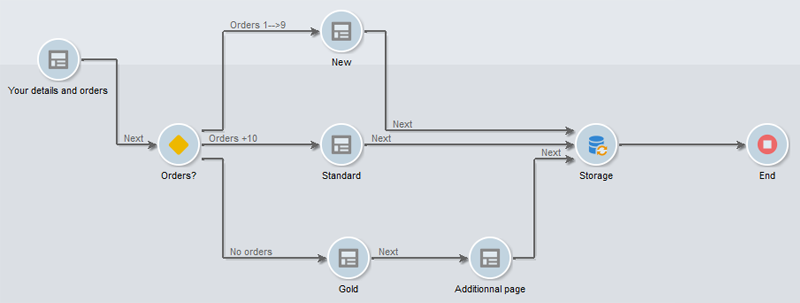 Orders 1-->9
New
Your details and orders
Next
Next
Orders +10
Next
Next
Orders?
Standard
Storage
End
No orders
Next
Gold
Additionnal page